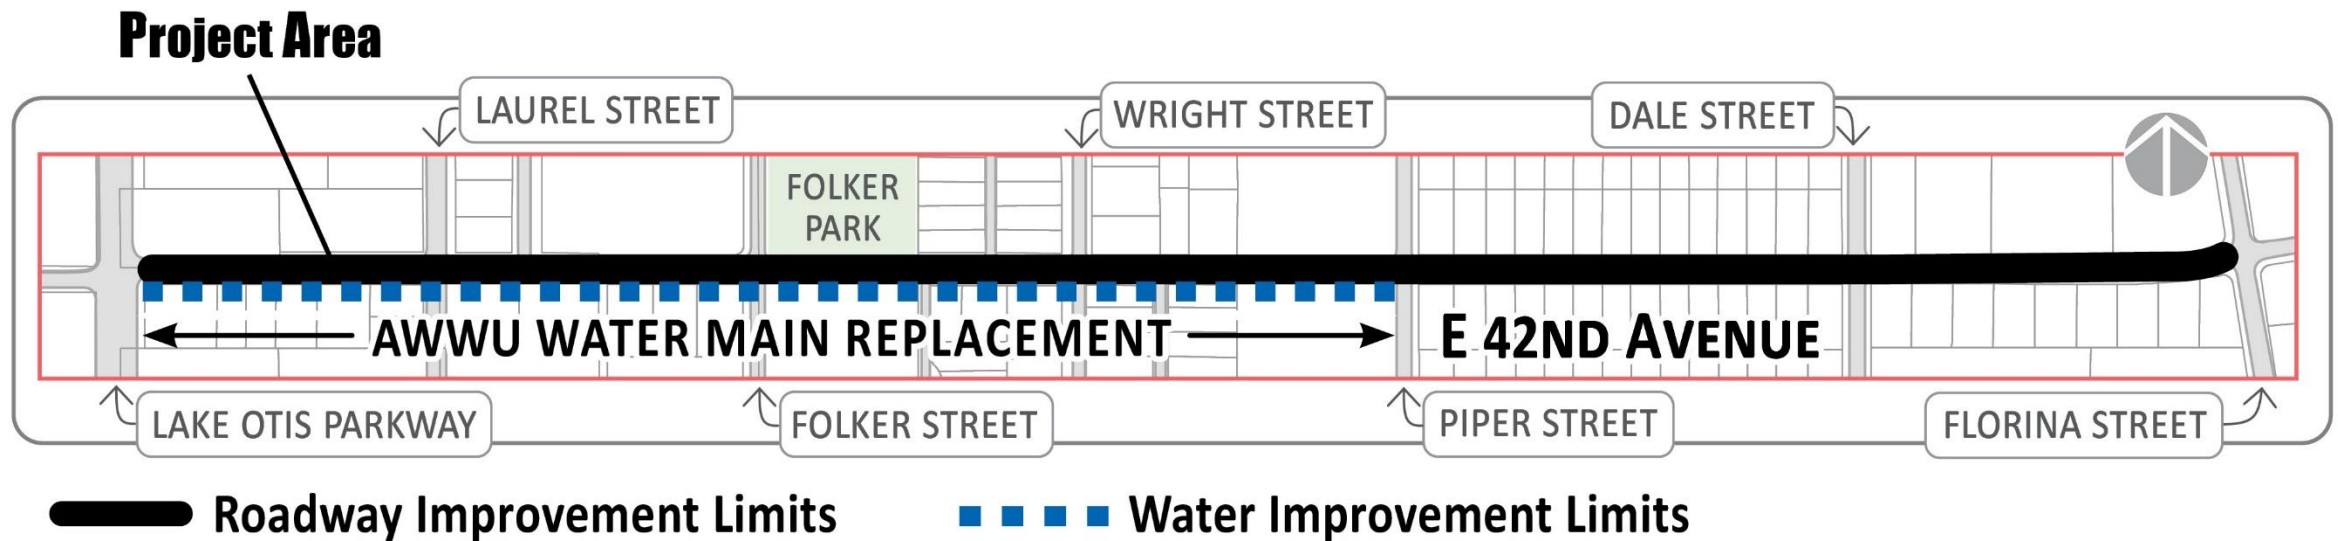 Project Area
LAUREL STREET
WRIGHT STREET
DALE STREET
FOLKER
PARK
AWWU WATER MAIN REPLACEMENT
E 42ND AVENUE
LAKE OTIS PARKWAY
FOLKER STREET
PIPER STREET
FLORINA STREET
Roadway Improvement Limits
Water Improvement Limits